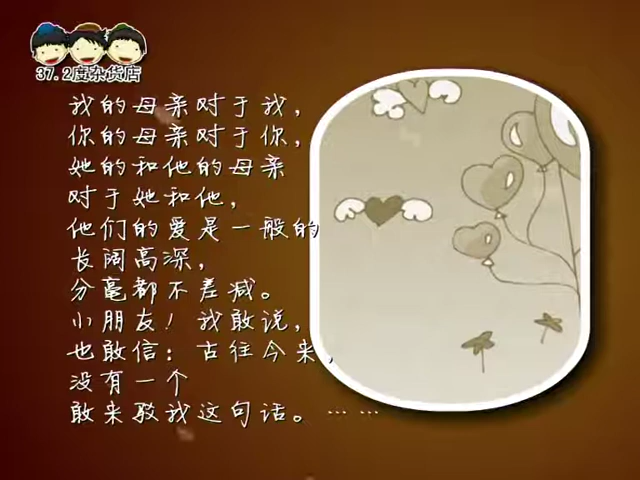 37.2度杂货店
我的母亲对于我，
你的母亲对于你，
她的和他的母亲
对于她和他，
他们的爱是一般的
长阔高深，
分毫都不差减。
小朋友！我敢说，
也敢信：古往今来，
没有一个
敢来驳我这句话。……